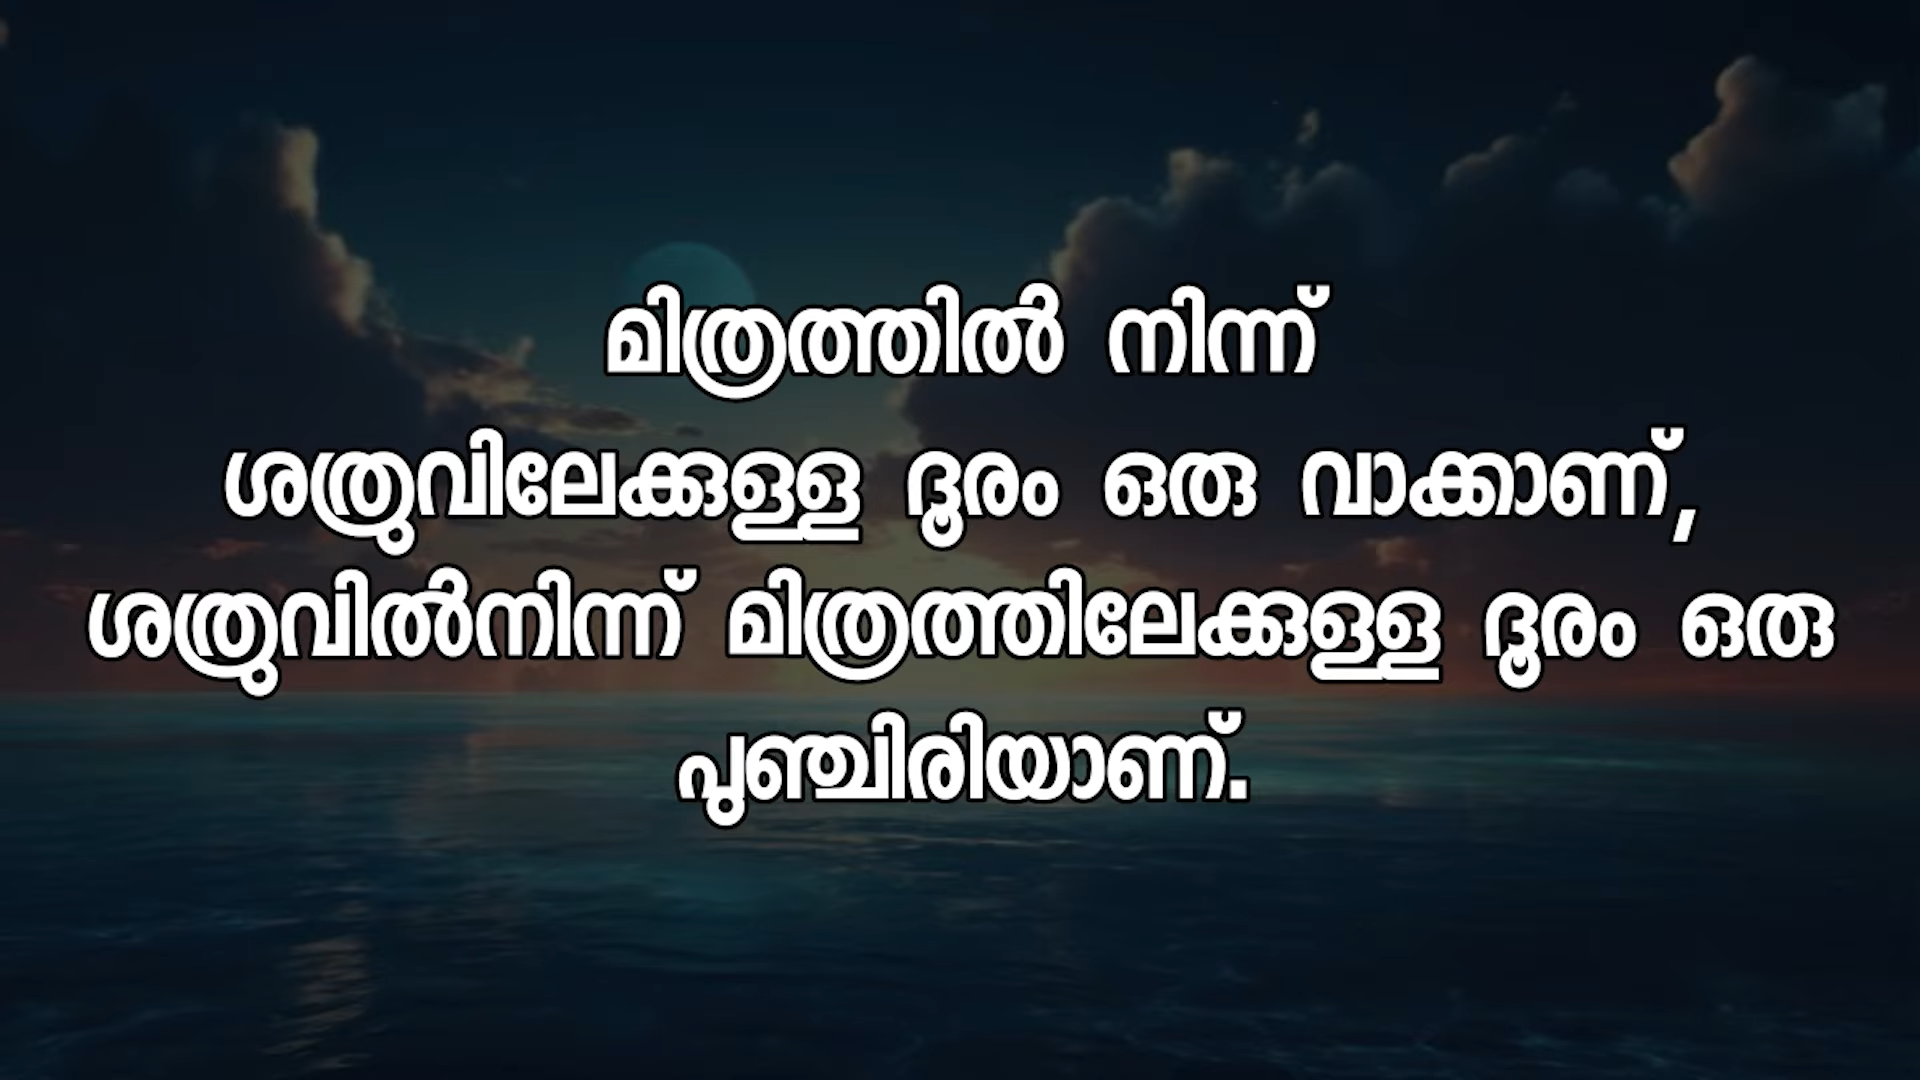 മിത്രത്തിൽ നിന്ന്
ശത്രുവിലേക്കുള്ള ദൂരം ഒരു വാക്കാണ്,
ശത്രുവിൽനിന്ന് മിത്രത്തിലേക്കുള്ള ദൂരം ഒരു
പുഞ്ചിരിയാണ്.